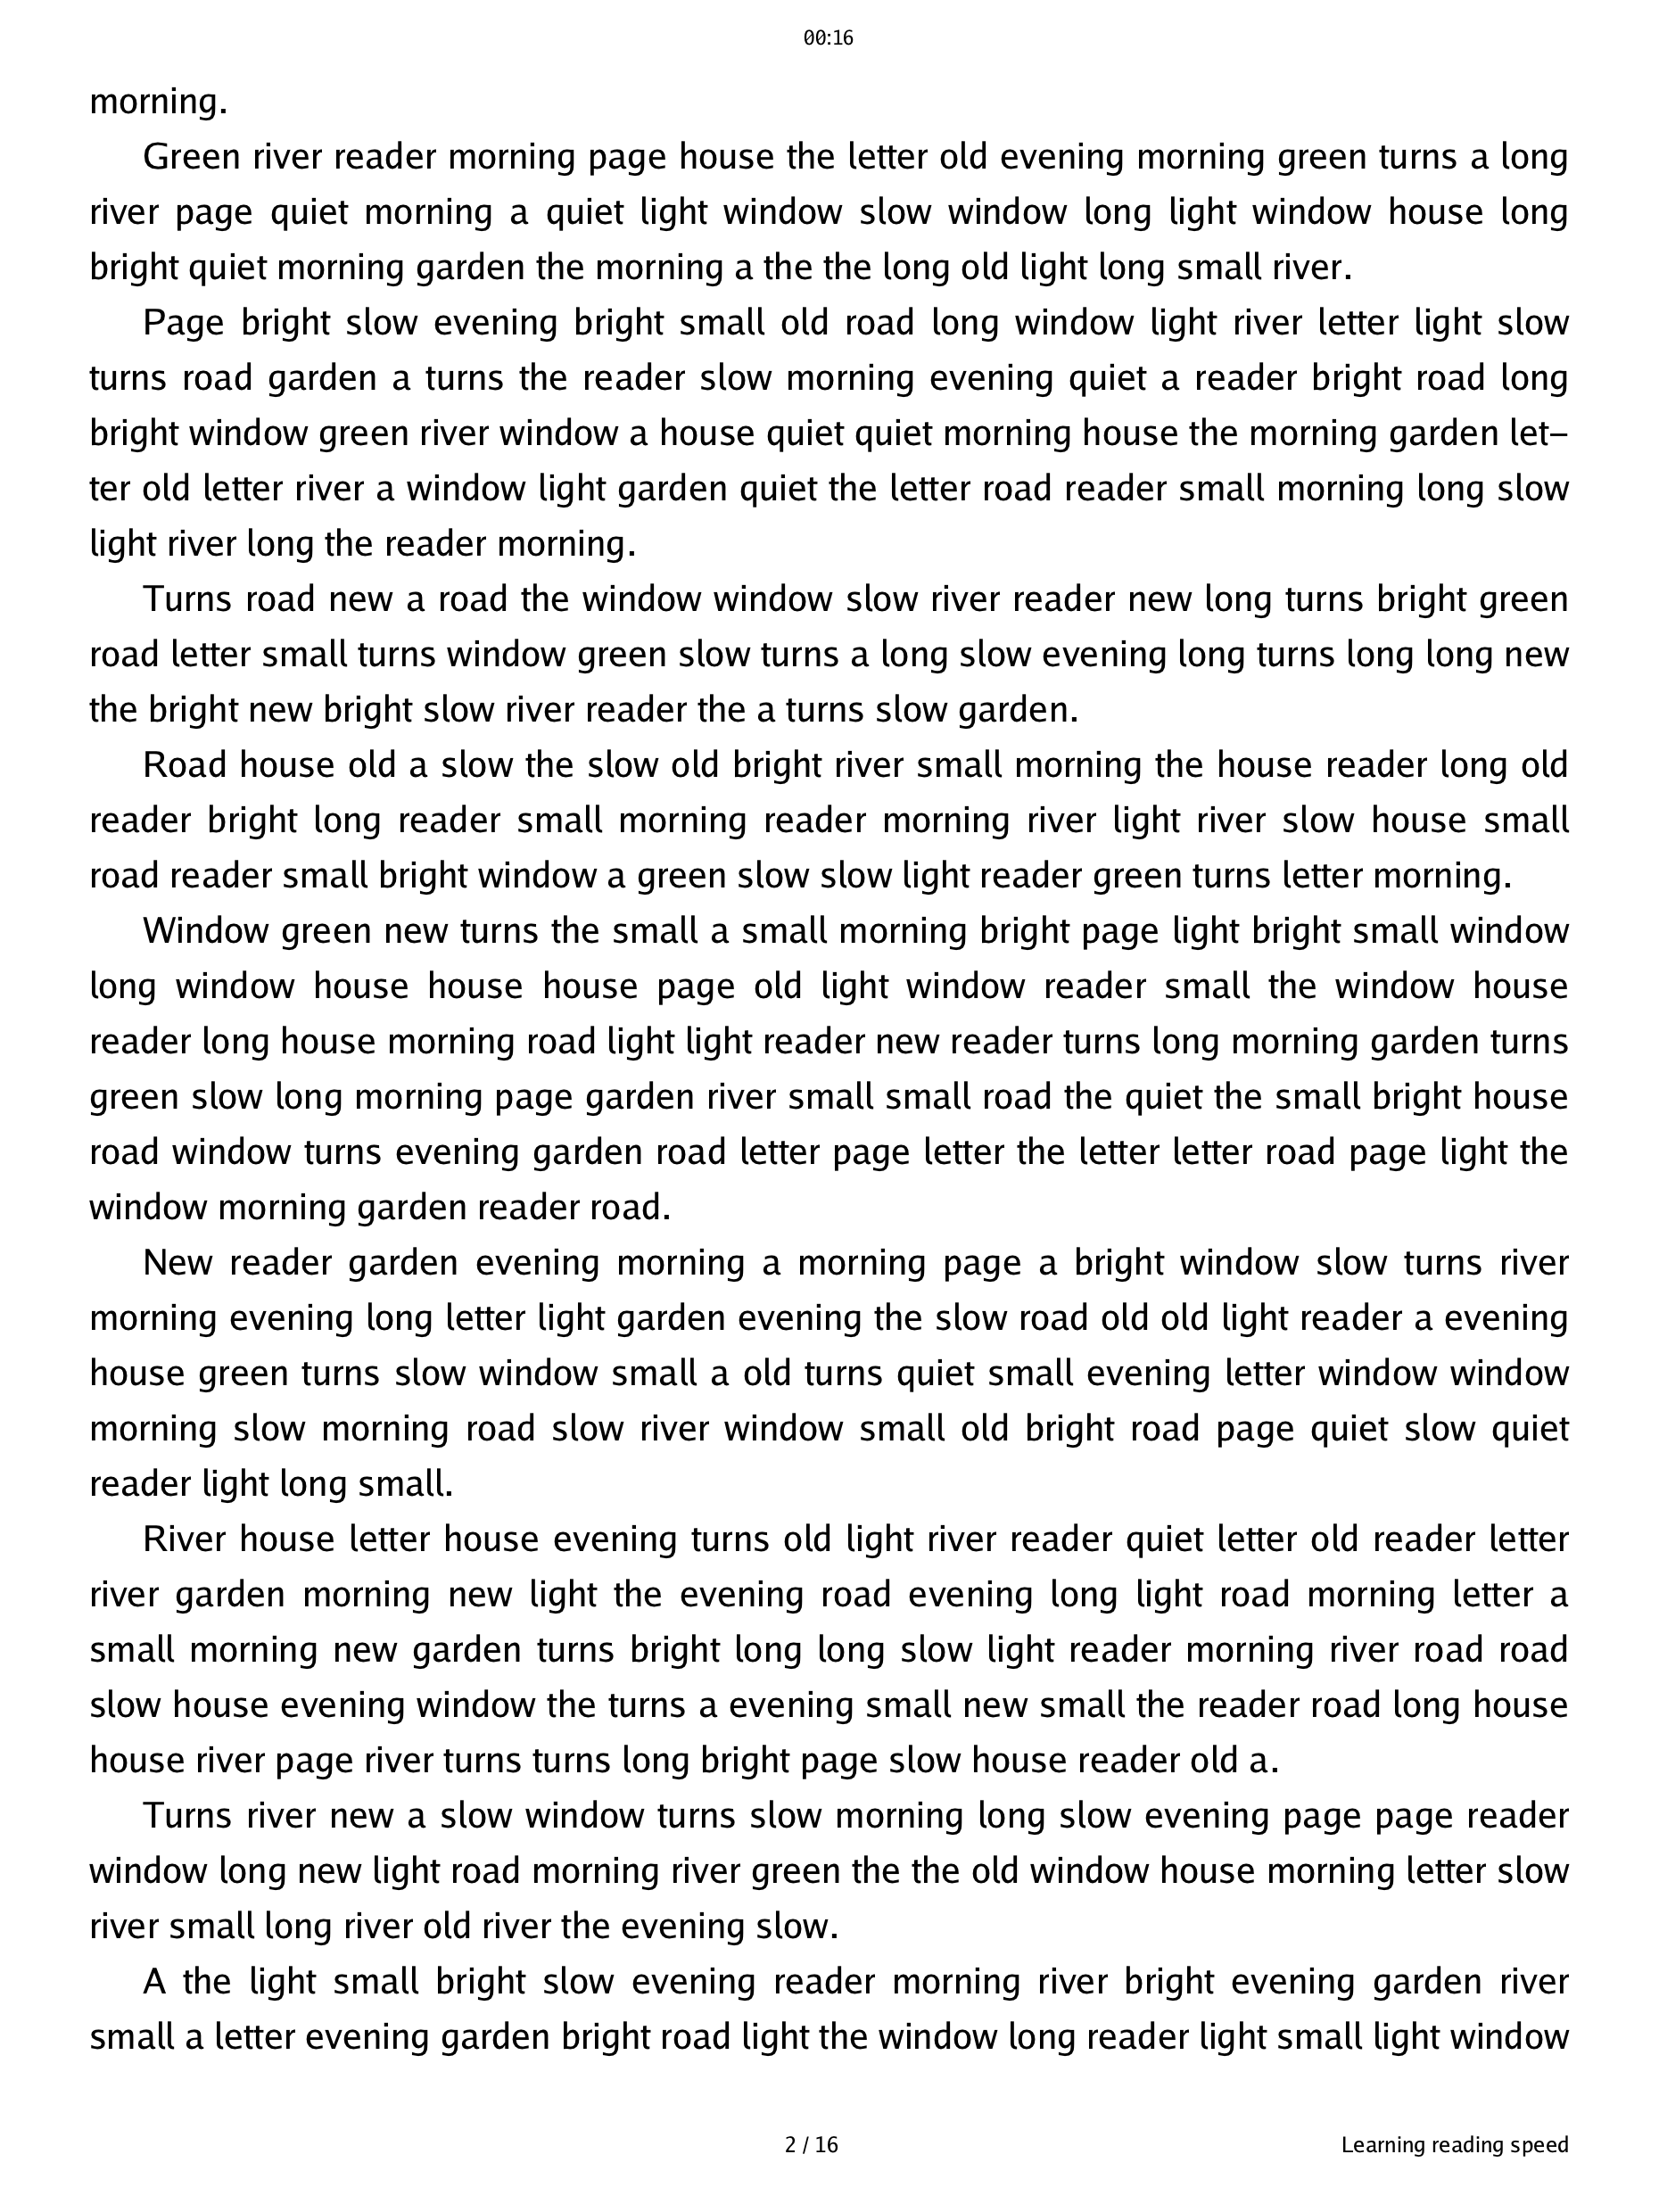 00:16
morning.
Green river reader morning page house the letter old evening morning green turns a long
river page quiet morning a quiet light window slow window long light window house long
bright quiet morning garden the morning a the the long old light long small river.
Page bright slow evening bright small old road long window light river letter light slow
turns road garden a turns the reader slow morning evening quiet a reader bright road long
bright window green river window a house quiet quiet morning house the morning garden let–
ter old letter river a window light garden quiet the letter road reader small morning long slow
light river long the reader morning.
Turns road new a road the window window slow river reader new long turns bright green
road letter small turns window green slow turns a long slow evening long turns long long new
the bright new bright slow river reader the a turns slow garden.
Road house old a slow the slow old bright river small morning the house reader long old
reader bright long reader small morning reader morning river light river slow house small
road reader small bright window a green slow slow light reader green turns letter morning.
Window green new turns the small a small morning bright page light bright small window
long window house house house page old light window reader small the window house
reader long house morning road light light reader new reader turns long morning garden turns
green slow long morning page garden river small small road the quiet the small bright house
road window turns evening garden road letter page letter the letter letter road page light the
window morning garden reader road.
New reader garden evening morning a morning page a bright window slow turns river
morning evening long letter light garden evening the slow road old old light reader a evening
house green turns slow window small a old turns quiet small evening letter window window
morning slow morning road slow river window small old bright road page quiet slow quiet
reader light long small.
River house letter house evening turns old light river reader quiet letter old reader letter
river garden morning new light the evening road evening long light road morning letter a
small morning new garden turns bright long long slow light reader morning river road road
slow house evening window the turns a evening small new small the reader road long house
house river page river turns turns long bright page slow house reader old a.
Turns river new a slow window turns slow morning long slow evening page page reader
window long new light road morning river green the the old window house morning letter slow
river small long river old river the evening slow.
A the light small bright slow evening reader morning river bright evening garden river
small a letter evening garden bright road light the window long reader light small light window
2 / 16
Learning reading speed